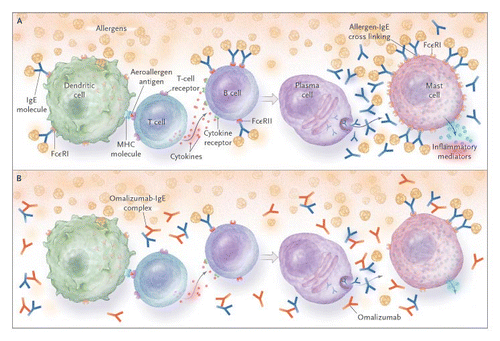 A
Allergens
Allergen-IgE
cross linking
FcεRI
IgE
molecule
Dendritic
cell
Aeroallergen
antigen
T-cell
receptor
B cell
Plasma
cell
Mast
cell
FcεRI
T cell
MHC
molecule
Cytokines
Cytokine
receptor
FcεRII
Inflammatory
mediators
B
Omalizumab-IgE
complex
Omalizumab